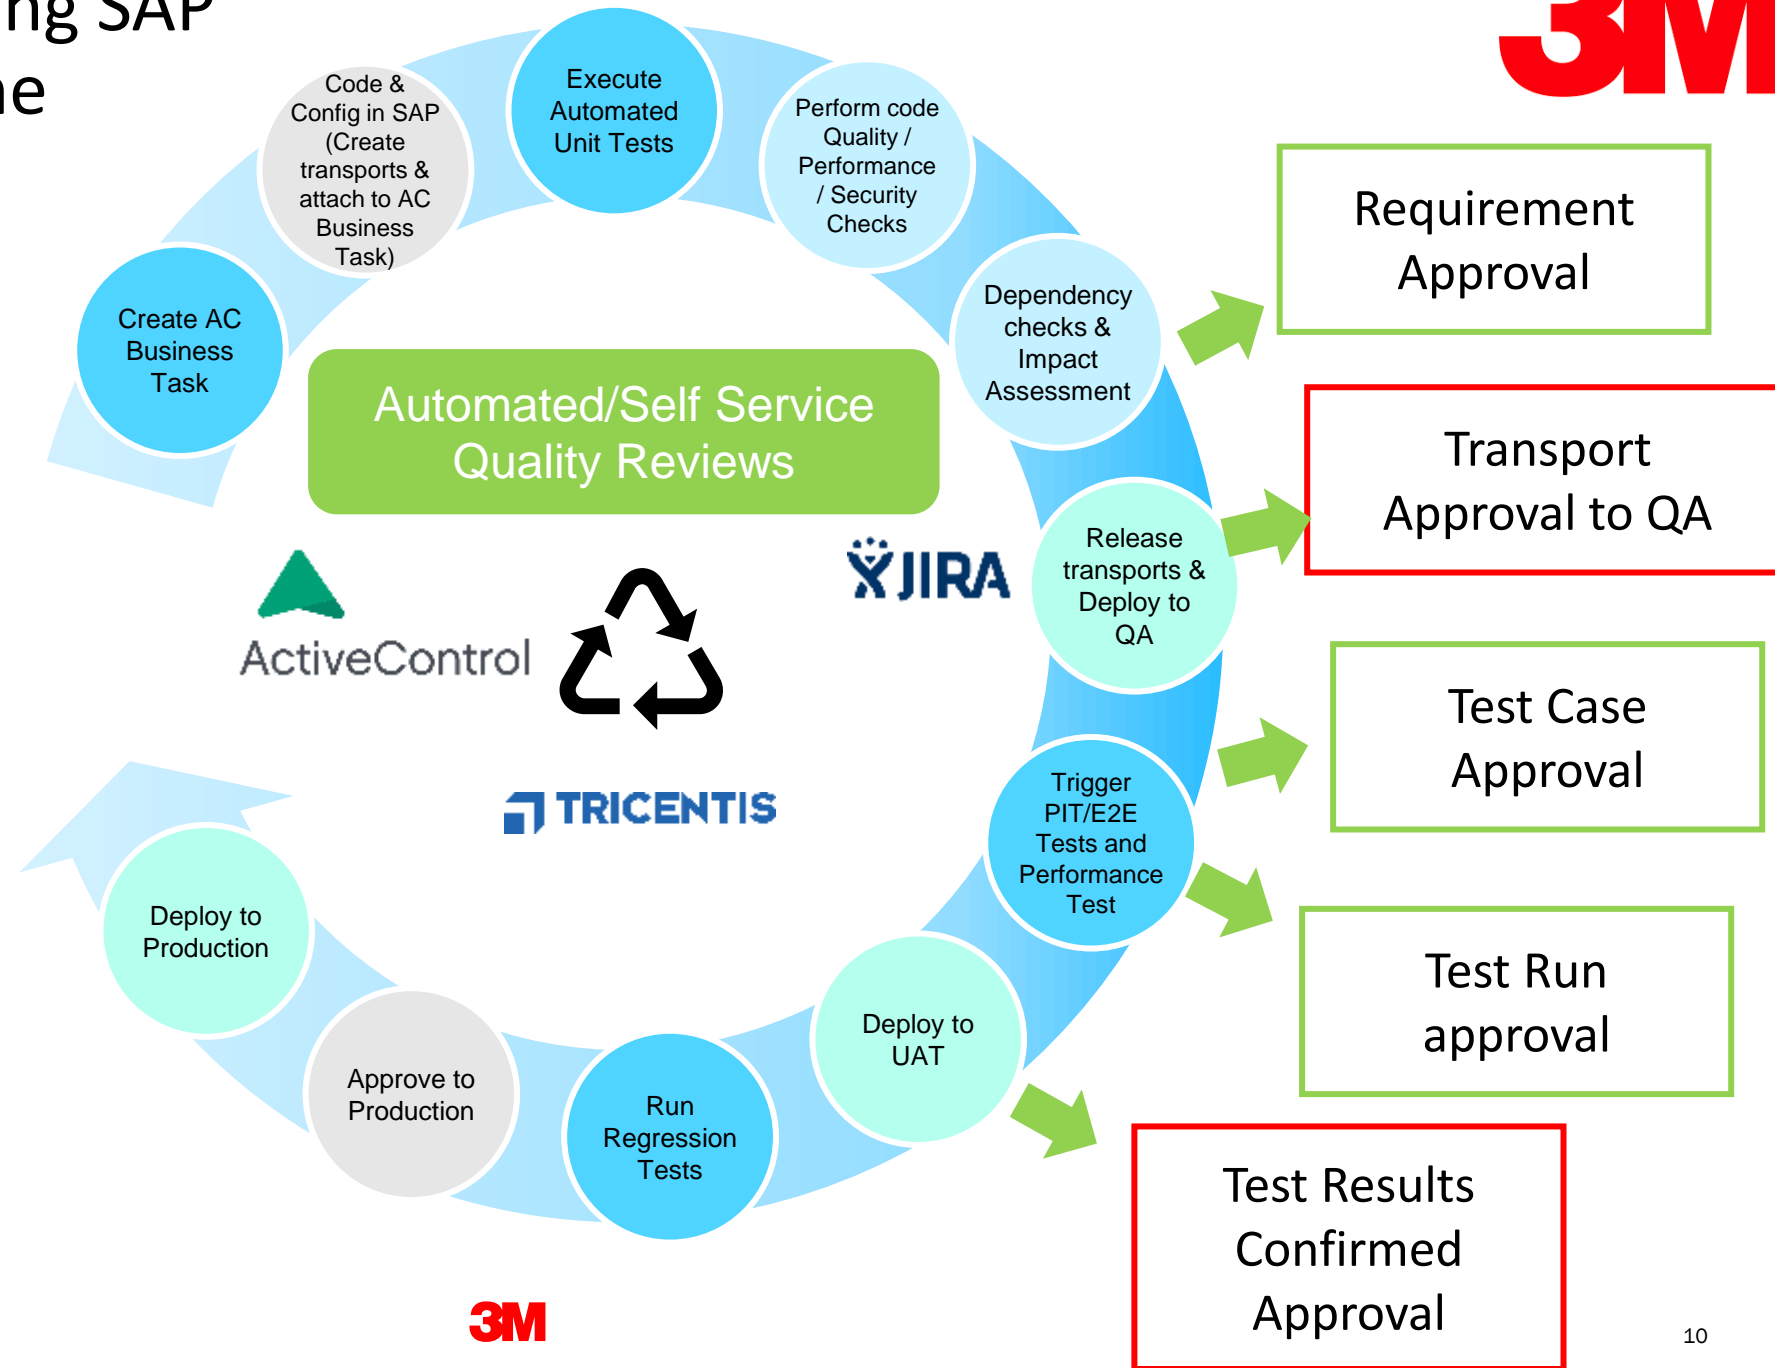 ng SAP
ne
3M
Code &
Config in SAP
(Create
transports &
attach to AC
Business
Task)
Execute
Automated
Unit Tests
Perform code
Quality /
Performance
/ Security
Checks
Create AC
Business
Task
Dependency
checks &
Impact
Assessment
Requirement
Approval
Automated/Self Service
Quality Reviews
Transport
Approval to QA
Release
transports &
Deploy to
QA
JIRA
ActiveControl
TRICENTIS
Test Case
Approval
Trigger
PIT/E2E
Tests and
Performance
Test
Test Run
approval
Deploy to
Production
Deploy to
UAT
Approve to
Production
Run
Regression
Tests
Test Results
Confirmed
Approval
3M
10